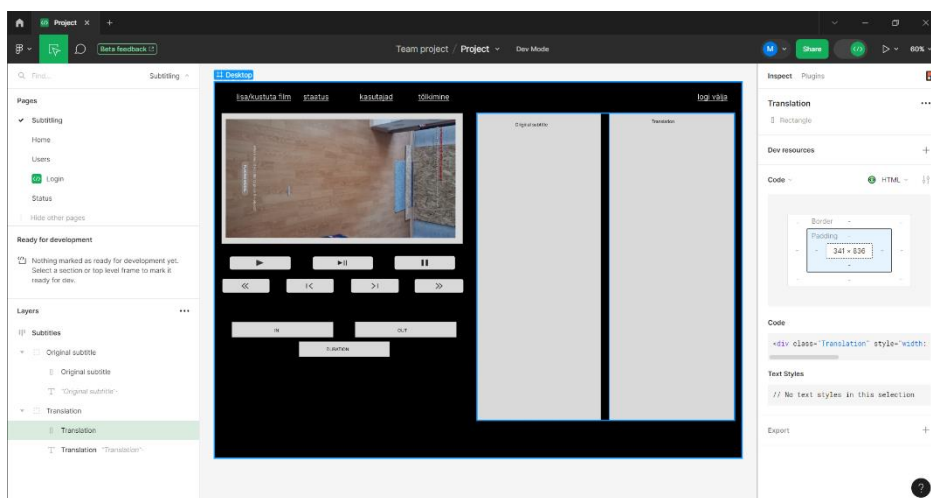 Project
Beta feedback
Team project / Project
Dev Mode
M
Share
60%
Find...
Subtitling
Pages
Subtitling
Home
Users
Login
Status
Hide other pages
Ready for development
Nothing marked as ready for development yet.
Select a section or top level frame to mark it
ready for dev.
Layers
Subtitles
Original subtitle
Original subtitle
"Original subtitle"
Translation
Translation
Translation "Translation"
Desktop
lisa/kustuta film
staatus
kasutajad
tõlkimine
logi välja
Original subtitle
Translation
IN
OUT
DURATION
Inspect
Plugins
Translation
Rectangle
Dev resources
Code
HTML
Border
Padding
341 × 836
Code
<div class="Translation" style="width:
Text Styles
// No text styles in this selection
Export
?